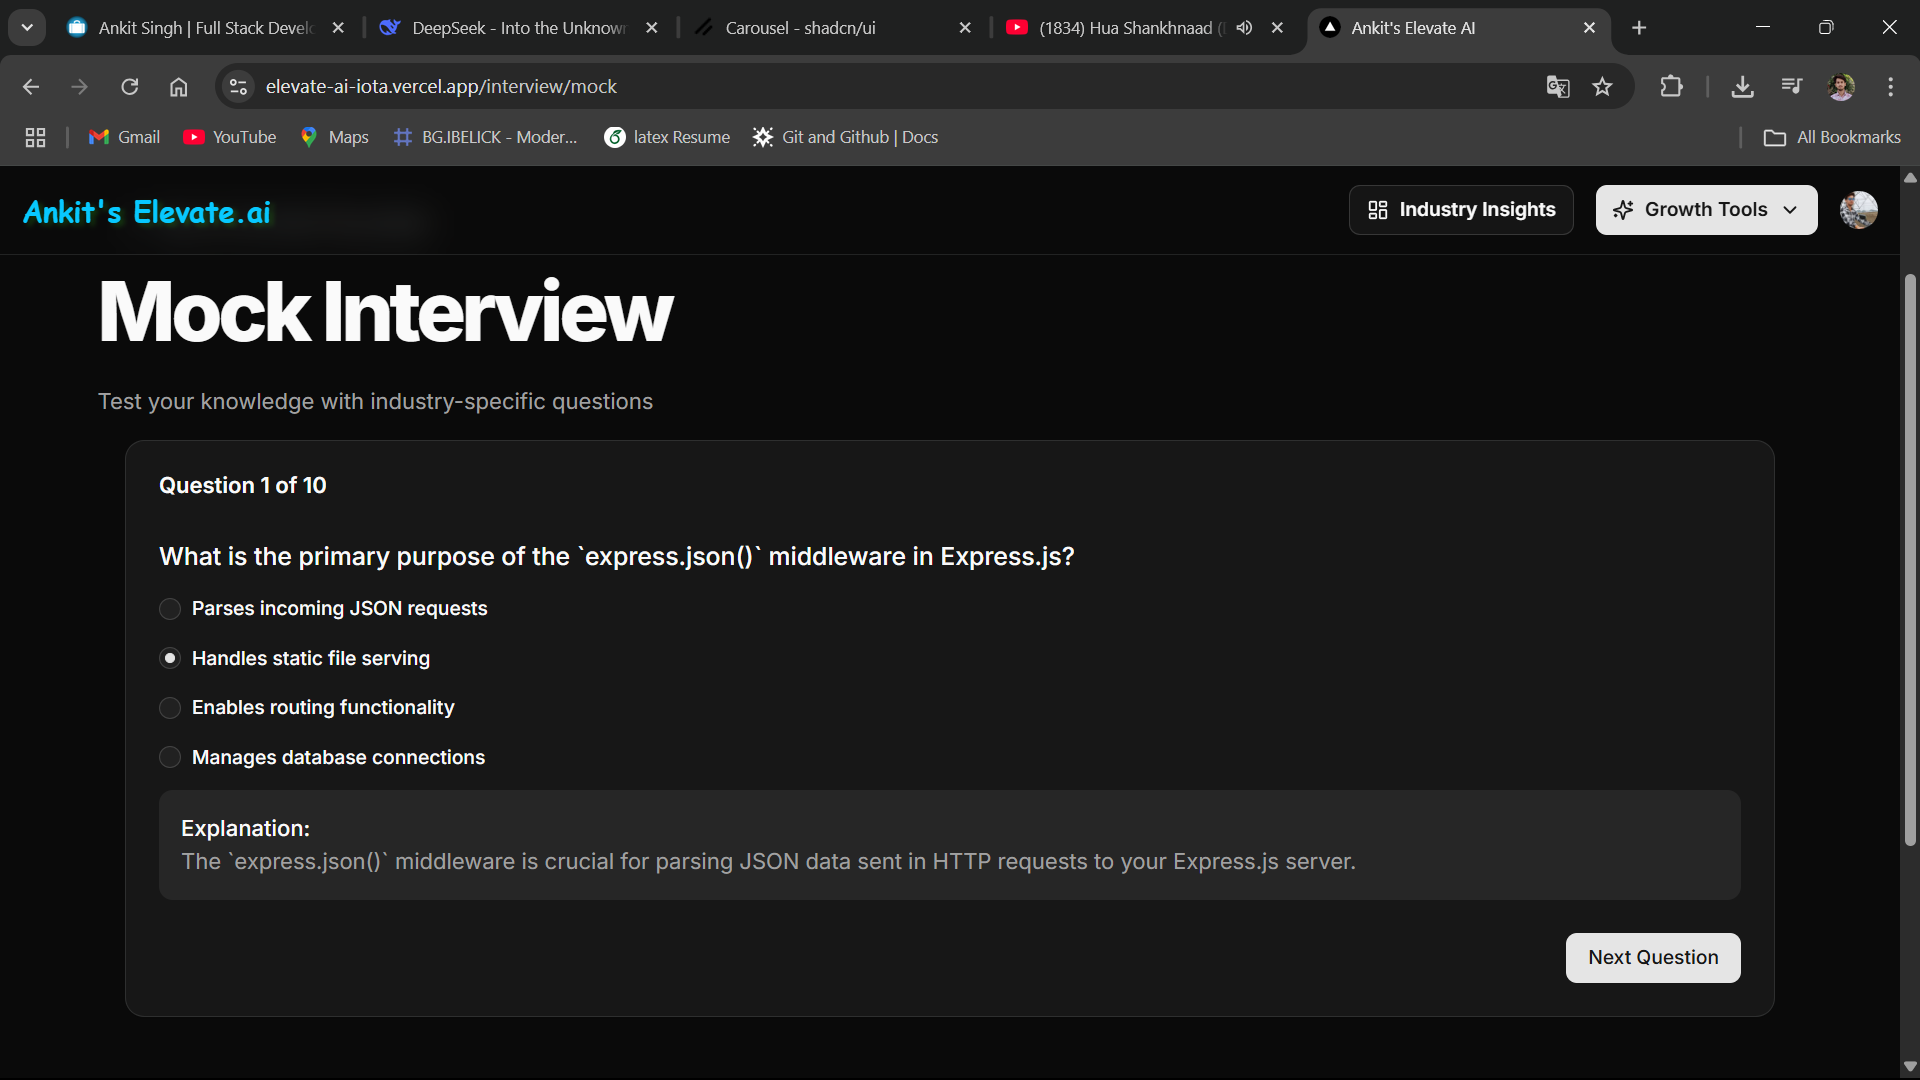 Ankit Singh | Full Stack Develo
DeepSeek - Into the Unknown
Carousel - shadcn/ui
(1834) Hua Shankhnaad (
Ankit's Elevate AI
elevate-ai-iota.vercel.app/interview/mock
Gmail
YouTube
Maps
BG.IBELICK - Moder...
latex Resume
Git and Github | Docs
All Bookmarks
Ankit's Elevate.ai
Industry Insights
Growth Tools
Mock Interview
Test your knowledge with industry-specific questions
Question 1 of 10
What is the primary purpose of the `express.json()` middleware in Express.js?
Parses incoming JSON requests
Handles static file serving
Enables routing functionality
Manages database connections
Explanation:
The `express.json()` middleware is crucial for parsing JSON data sent in HTTP requests to your Express.js server.
Next Question